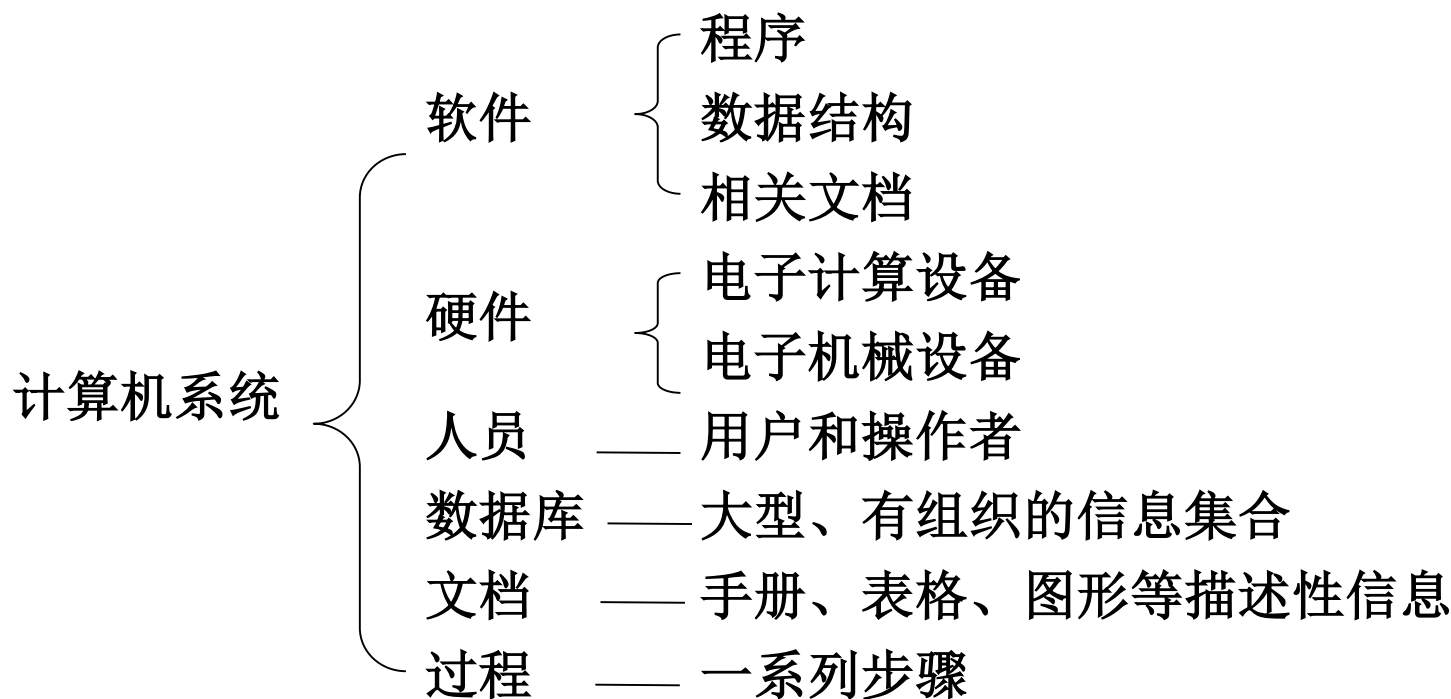 程序
软件
数据结构
相关文档
电子计算设备
硬件
电子机械设备
计算机系统
人员 用户和操作者
数据库 大型、有组织的信息集合
文档 手册、表格、图形等描述性信息
过程 一系列步骤